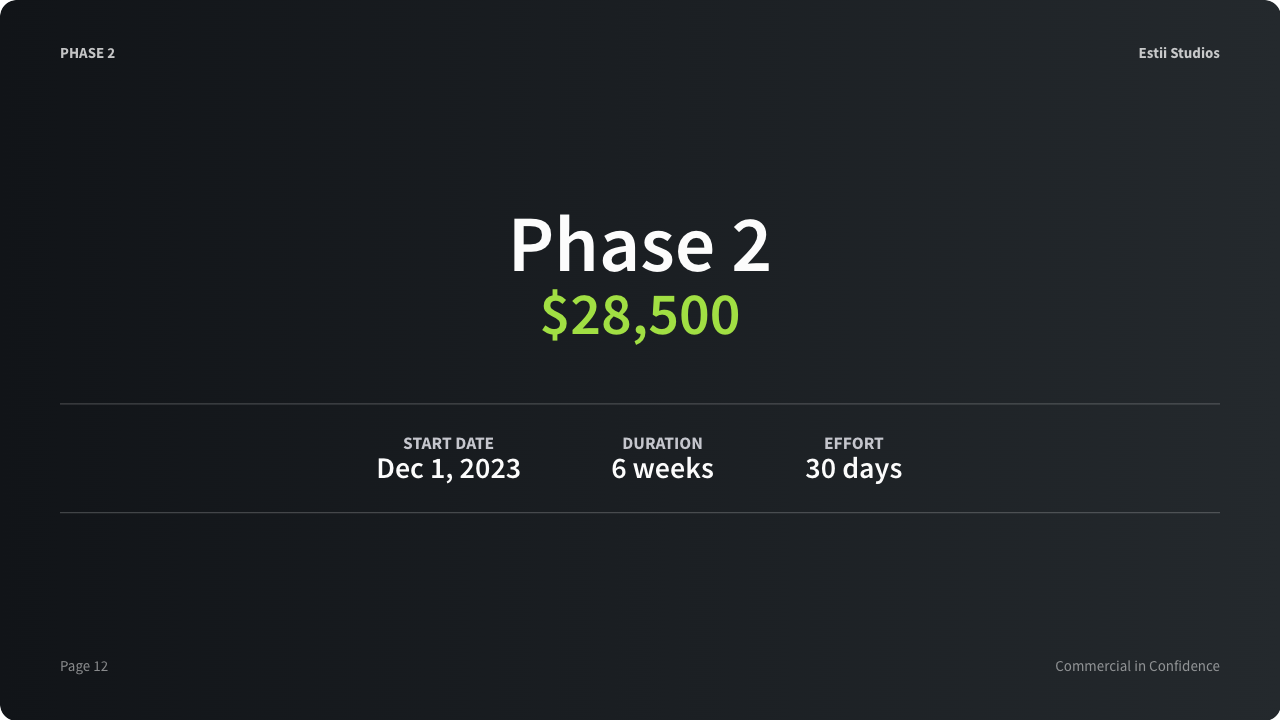 PHASE 2
Estii Studios
Phase 2
$28,500
START DATE
Dec 1, 2023
DURATION
6 weeks
EFFORT
30 days
Page 12
Commercial in Confidence